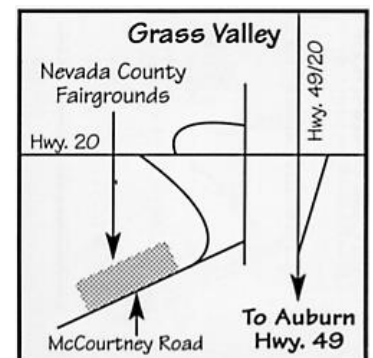 Grass Valley
Nevada County
Fairgrounds
Hwy. 49/20
Hwy. 20
To Auburn
Hwy. 49
McCourtney Road